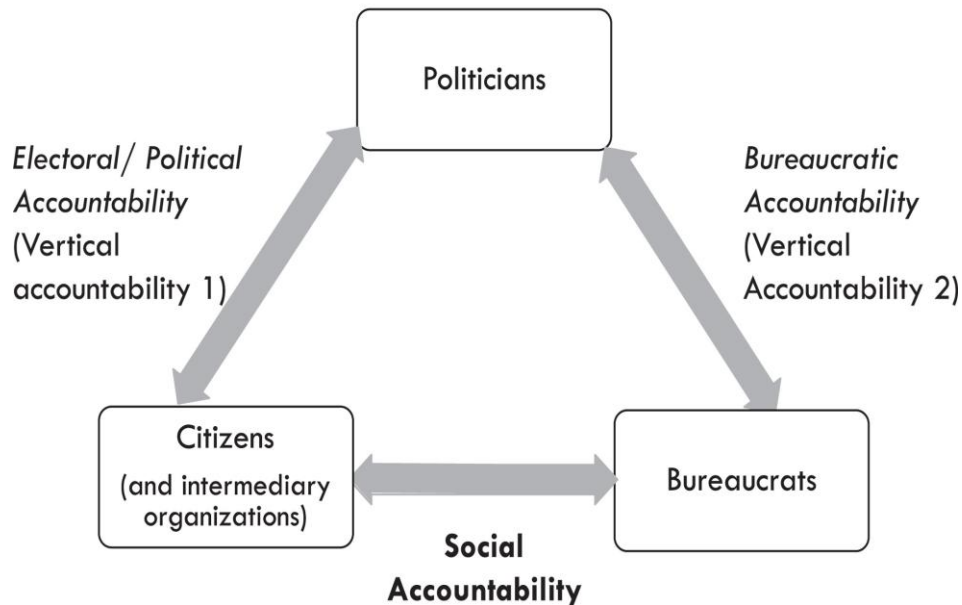 Politicians
Electoral/ Political
Accountability
(Vertical
accountability 1)
Bureaucratic
Accountability
(Vertical
Accountability 2)
Citizens
(and intermediary
organizations)
Bureaucrats
Social
Accountability